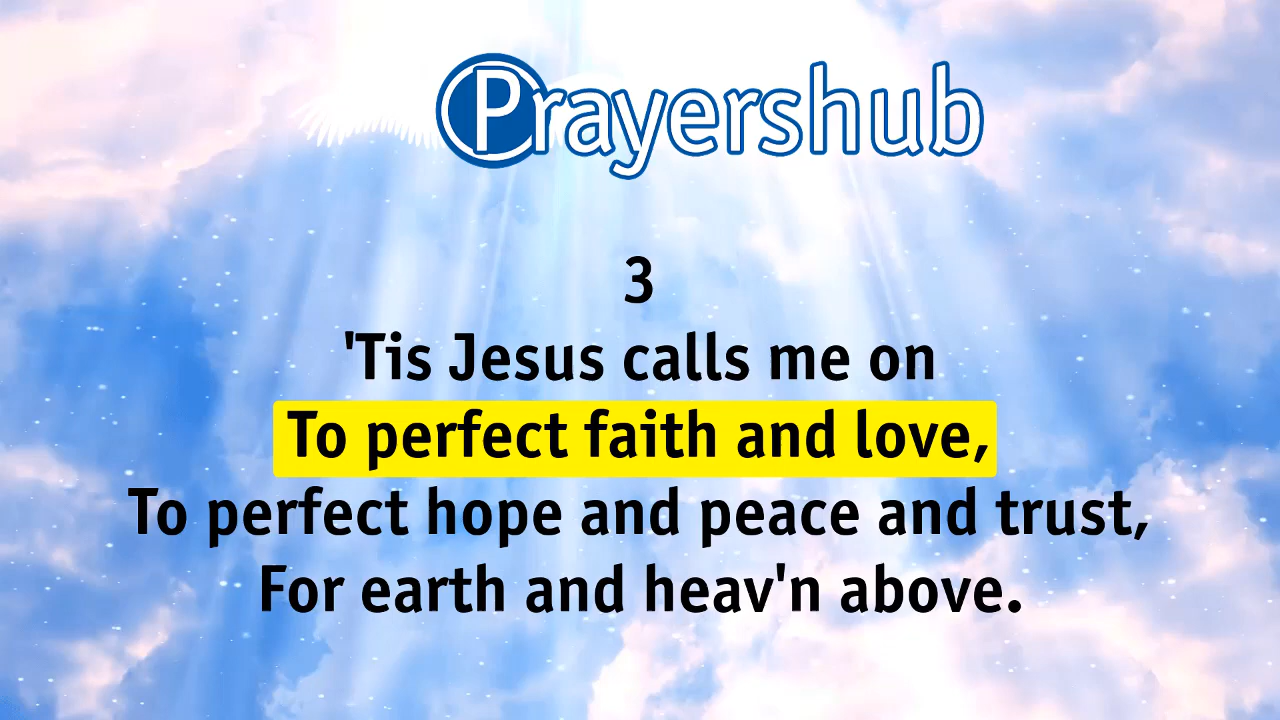 Prayershub
3
'Tis Jesus calls me on
To perfect faith and love,
To perfect hope and peace and trust,
For earth and heav'n above.